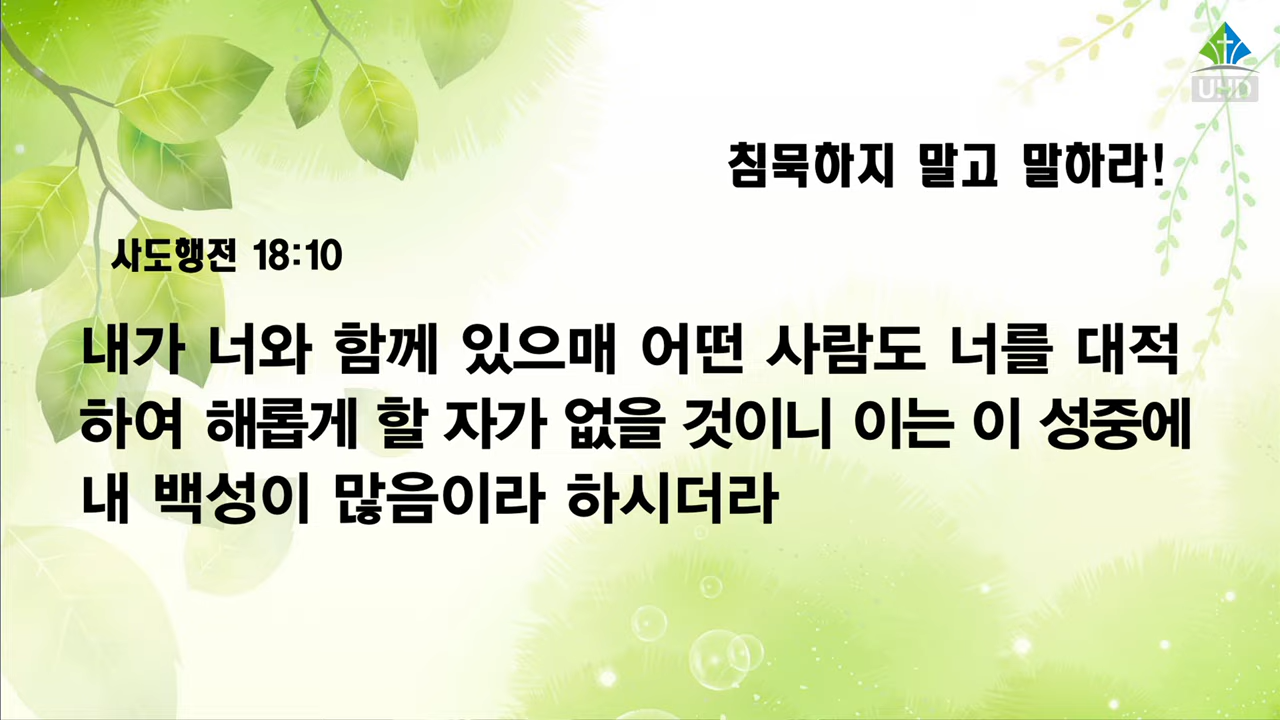 UHD
침묵하지 말고 말하라!
사도행전 18:10
내가 너와 함께 있으매 어떤 사람도 너를 대적
하여 해롭게 할 자가 없을 것이니 이는 이 성중에
내 백성이 많음이라 하시더라